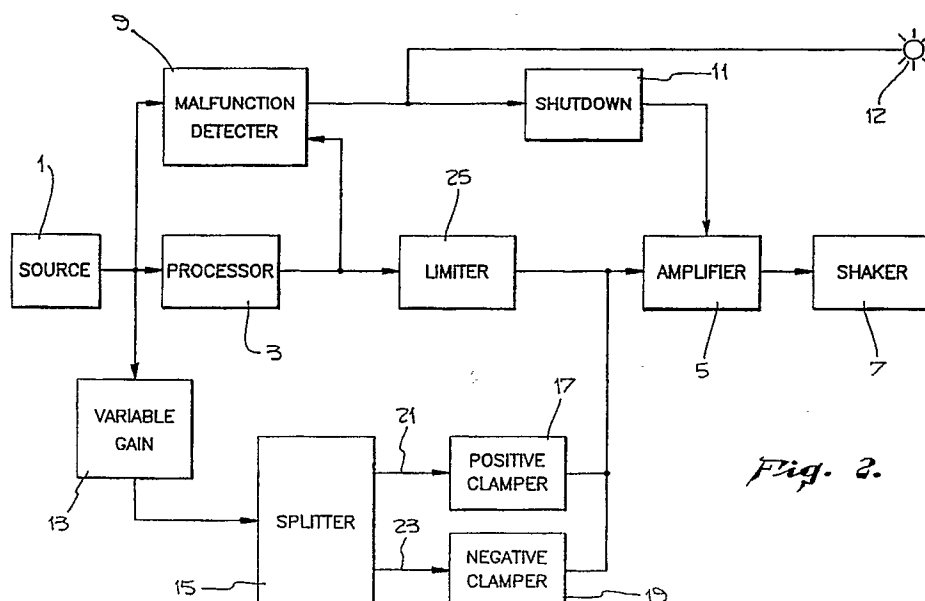 9
MALFUNCTION
DETECTER
11
SHUTDOWN
12
1
SOURCE
PROCESSOR
3
25
LIMITER
AMPLIFIER
5
SHAKER
7
VARIABLE
GAIN
13
SPLITTER
15
21
23
17
POSITIVE
CLAMPER
NEGATIVE
CLAMPER
19
Fig. 2.